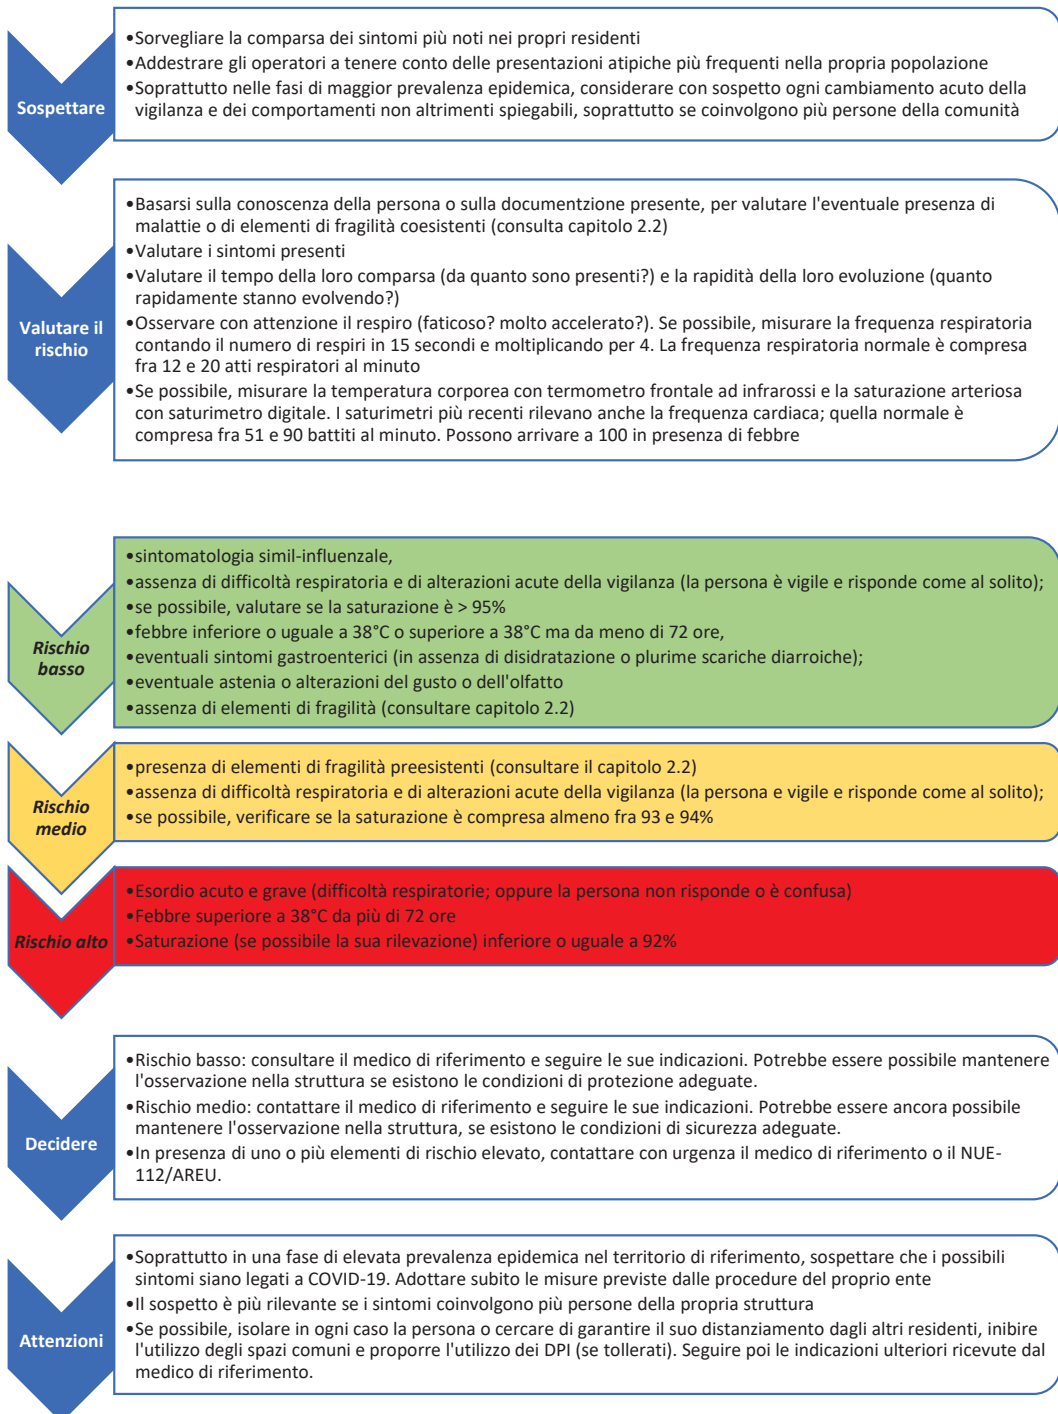 Sospettare
•Sorvegliare la comparsa dei sintomi più noti nei propri residenti
•Addestrare gli operatori a tenere conto delle presentazioni atipiche più frequenti nella propria popolazione
•Soprattutto nelle fasi di maggior prevalenza epidemica, considerare con sospetto ogni cambiamento acuto della
vigilanza e dei comportamenti non altrimenti spiegabili, soprattutto se coinvolgono più persone della comunità
Valutare il
rischio
•Basarsi sulla conoscenza della persona o sulla documentzione presente, per valutare l'eventuale presenza di
malattie o di elementi di fragilità coesistenti (consulta capitolo 2.2)
•Valutare i sintomi presenti
•Valutare il tempo della loro comparsa (da quanto sono presenti?) e la rapidità della loro evoluzione (quanto
rapidamente stanno evolvendo?)
•Osservare con attenzione il respiro (faticoso? molto accelerato?). Se possibile, misurare la frequenza respiratoria
contando il numero di respiri in 15 secondi e moltiplicando per 4. La frequenza respiratoria normale è compresa
fra 12 e 20 atti respiratori al minuto
•Se possibile, misurare la temperatura corporea con termometro frontale ad infrarossi e la saturazione arteriosa
con saturimetro digitale. I saturimetri più recenti rilevano anche la frequenza cardiaca; quella normale è
compresa fra 51 e 90 battiti al minuto. Possono arrivare a 100 in presenza di febbre
Rischio
basso
•sintomatologia simil-influenzale,
•assenza di difficoltà respiratoria e di alterazioni acute della vigilanza (la persona è vigile e risponde come al solito);
•se possibile, valutare se la saturazione è > 95%
•febbre inferiore o uguale a 38°C o superiore a 38°C ma da meno di 72 ore,
•eventuali sintomi gastroenterici (in assenza di disidratazione o plurime scariche diarroiche);
•eventuale astenia o alterazioni del gusto o dell'olfatto
•assenza di elementi di fragilità (consultare capitolo 2.2)
Rischio
medio
•presenza di elementi di fragilità preesistenti (consultare il capitolo 2.2)
•assenza di difficoltà respiratoria e di alterazioni acute della vigilanza (la persona e vigile e risponde come al solito);
•se possibile, verificare se la saturazione è compresa almeno fra 93 e 94%
Rischio alto
•Esordio acuto e grave (difficoltà respiratorie; oppure la persona non risponde o è confusa)
•Febbre superiore a 38°C da più di 72 ore
•Saturazione (se possibile la sua rilevazione) inferiore o uguale a 92%
Decidere
•Rischio basso: consultare il medico di riferimento e seguire le sue indicazioni. Potrebbe essere possibile mantenere
l'osservazione nella struttura se esistono le condizioni di protezione adeguate.
•Rischio medio: contattare il medico di riferimento e seguire le sue indicazioni. Potrebbe essere ancora possibile
mantenere l'osservazione nella struttura, se esistono le condizioni di sicurezza adeguate.
•In presenza di uno o più elementi di rischio elevato, contattare con urgenza il medico di riferimento o il NUE-
112/AREU.
Attenzioni
•Soprattutto in una fase di elevata prevalenza epidemica nel territorio di riferimento, sospettare che i possibili
sintomi siano legati a COVID-19. Adottare subito le misure previste dalle procedure del proprio ente
•Il sospetto è più rilevante se i sintomi coinvolgono più persone della propria struttura
•Se possibile, isolare in ogni caso la persona o cercare di garantire il suo distanziamento dagli altri residenti, inibire
l'utilizzo degli spazi comuni e proporre l'utilizzo dei DPI (se tollerati). Seguire poi le indicazioni ulteriori ricevute dal
medico di riferimento.